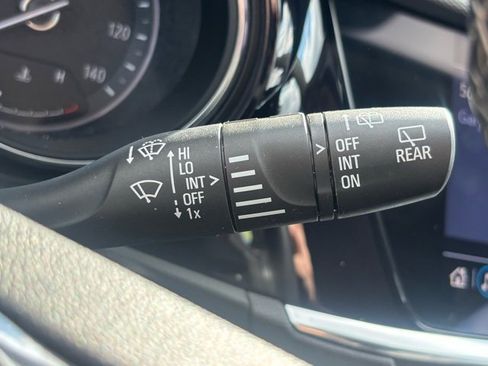 120
140
H
HI
LO
INT >
OFF
1x
> OFF
INT
ON
REAR